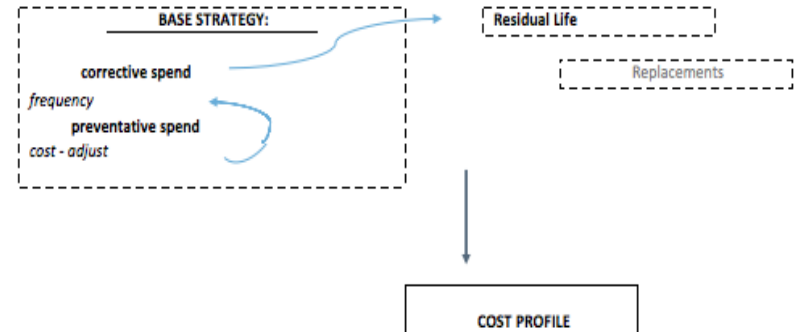 BASE STRATEGY:
corrective spend
frequency
preventative spend
cost - adjust
Residual Life
Replacements
COST PROFILE